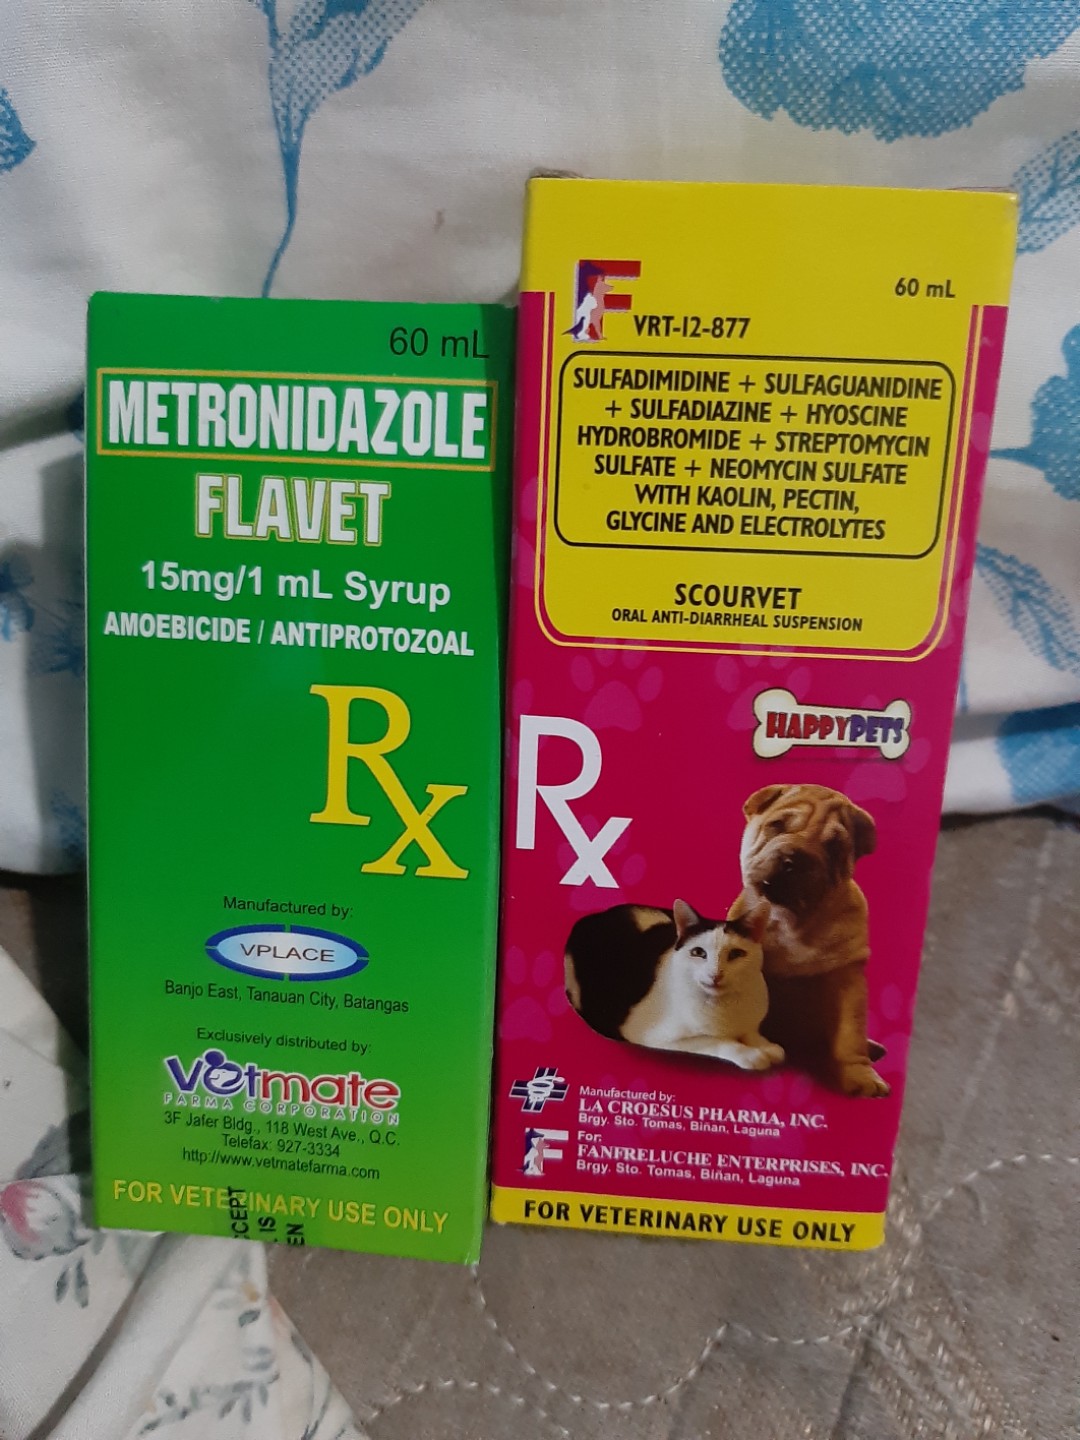 60 mL
METRONIDAZOLE
FLAVET
15mg/1 mL Syrup
AMOEBICIDE / ANTIPROTOZOAL
Rx
Manufactured by:
VPLACE
Banjo East, Tanauan City, Batangas
Exclusively distributed by:
Vetmate
FARMA CORPORATION
3F Jafer Bldg., 118 West Ave., Q.C.
Telefax: 927-3334
http://www.vetmatefarma.com
FOR VETERINARY USE ONLY
60 mL
F
VRT-12-877
SULFADIMIDINE + SULFAGUANIDINE
+ SULFADIAZINE + HYOSCINE
HYDROBROMIDE + STREPTOMYCIN
SULFATE + NEOMYCIN SULFATE
WITH KAOLIN, PECTIN,
GLYCINE AND ELECTROLYTES
SCOURVET
ORAL ANTI-DIARRHEAL SUSPENSION
HAPPYPETS
Rx
Manufactured by:
LA CROESUS PHARMA, INC.
Brgy. Sto. Tomas, Biñan, Laguna
F
For:
FANFRELUCHE ENTERPRISES, INC.
Brgy. Sto. Tomas, Biñan, Laguna
FOR VETERINARY USE ONLY